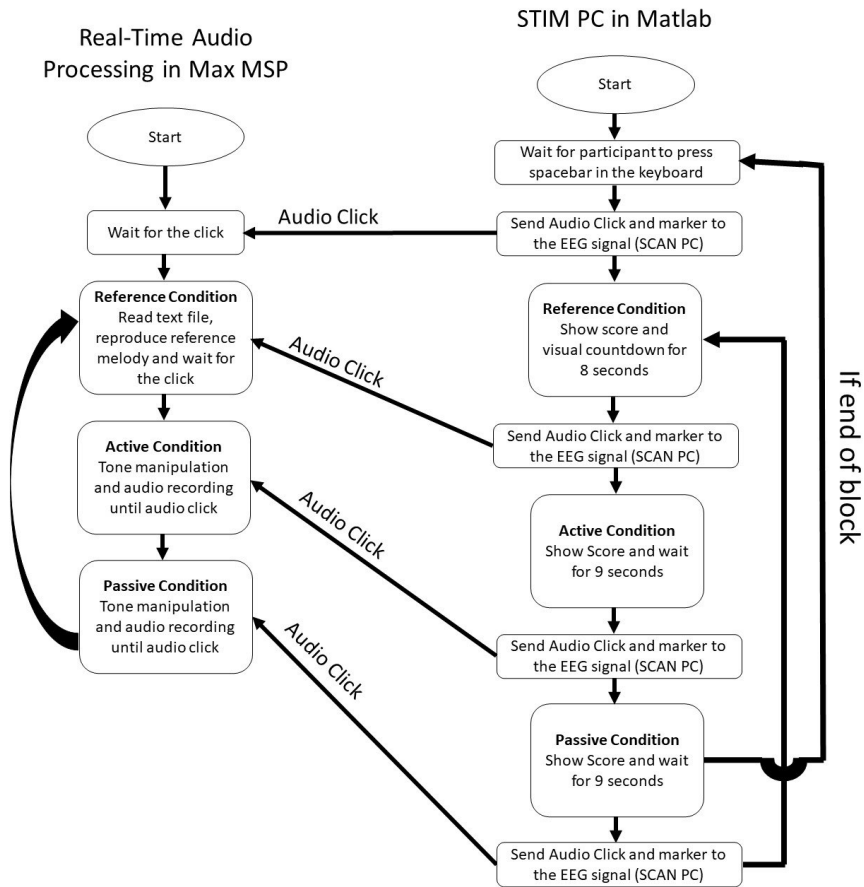 Real-Time Audio
Processing in Max MSP
Start
Wait for the click
Reference Condition
Read text file,
reproduce reference
melody and wait for
the click
Active Condition
Tone manipulation
and audio recording
until audio click
Passive Condition
Tone manipulation
and audio recording
until audio click
Audio Click
Audio Click
Audio Click
Audio Click
STIM PC in Matlab
Start
Wait for participant to press
spacebar in the keyboard
Send Audio Click and marker to
the EEG signal (SCAN PC)
Reference Condition
Show score and
visual countdown for
8 seconds
Send Audio Click and marker to
the EEG signal (SCAN PC)
Active Condition
Show Score and wait
for 9 seconds
Send Audio Click and marker to
the EEG signal (SCAN PC)
Passive Condition
Show Score and wait
for 9 seconds
Send Audio Click and marker to
the EEG signal (SCAN PC)
If end of block